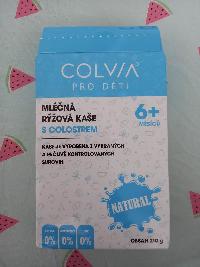 COLVIA
PRO DĚTI
MLÉČNÁ
RÝŽOVÁ KAŠE
S COLOSTREM
6+
MĚSÍCŮ
KAŠE JE VYROBENA Z VYBRANÝCH
A PEČLIVĚ KONTROLOVANÝCH
SUROVIN
NATURAL
0% 0% 0%
OBSAH 250 g